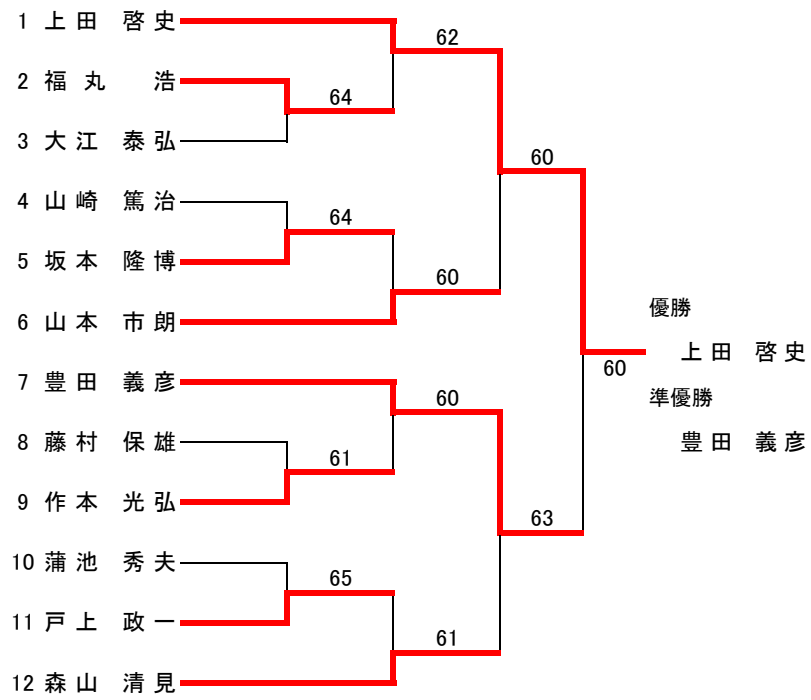 1 上田 啓史
62
2 福丸 浩
64
3 大江 泰弘
60
4 山崎 篤治
64
5 坂本 隆博
60
優勝
6 山本 市朗
上田 啓史
60
7 豊田 義彦
60
準優勝
豊田 義彦
8 藤村 保雄
61
9 作本 光弘
63
10 蒲池 秀夫
65
11 戸上 政一
61
12 森山 清見